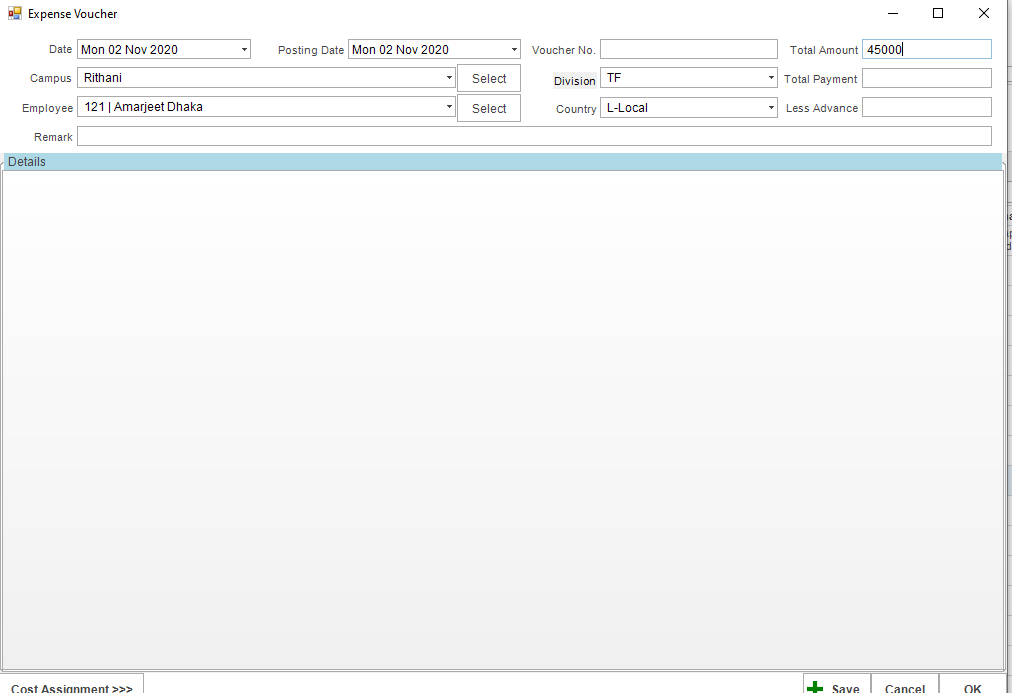 Expense Voucher
Date Mon 02 Nov 2020 Posting Date Mon 02 Nov 2020 Voucher No. Total Amount 45000
Campus Rithani Select Division TF Total Payment
Employee 121 | Amarjeet Dhaka Select Country L-Local Less Advance
Remark
Details
Cost Assignment >>> Save Cancel OK